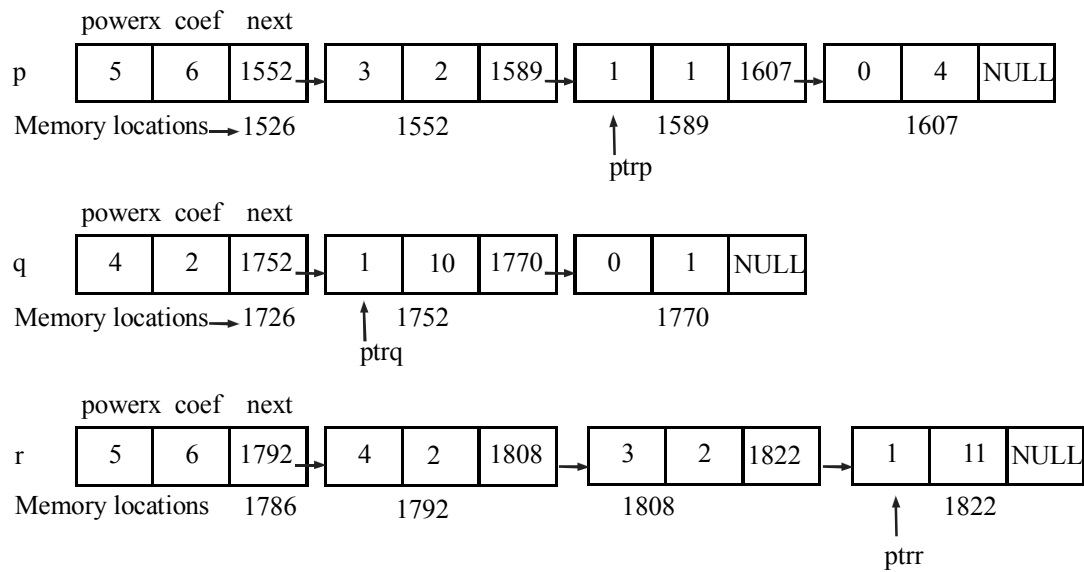 powerx coef next
p 5 6 1552 3 2 1589 1 1 1607 0 4 NULL
Memory locations 1526 1552 1589 1607
ptrp
powerx coef next
q 4 2 1752 1 10 1770 0 1 NULL
Memory locations 1726 1752 1770
ptrq
powerx coef next
r 5 6 1792 4 2 1808 3 2 1822 1 11 NULL
Memory locations 1786 1792 1808 1822
ptrr